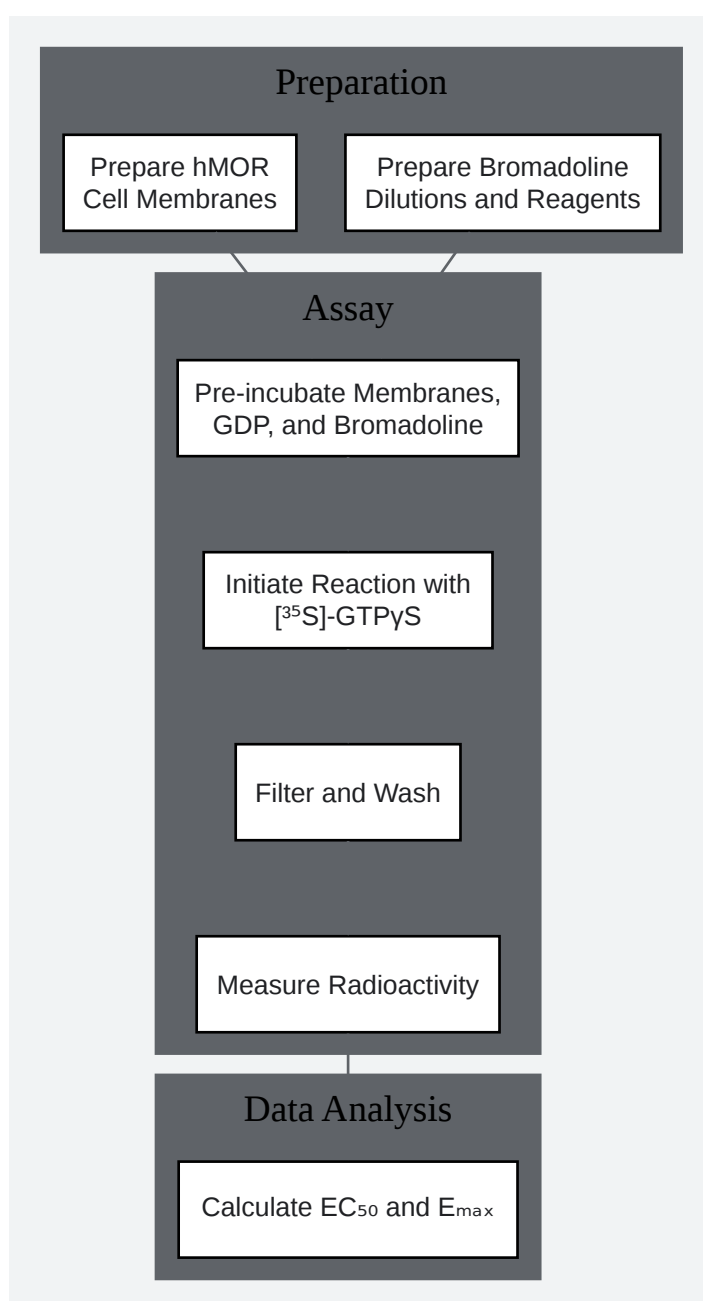 Preparation
Prepare hMOR
Cell Membranes
Prepare Bromadoline
Dilutions and Reagents
Assay
Pre-incubate Membranes,
GDP, and Bromadoline
Initiate Reaction with
[³⁵S]-GTPγS
Filter and Wash
Measure Radioactivity
Data Analysis
Calculate EC₅₀ and Eₘₐₓ